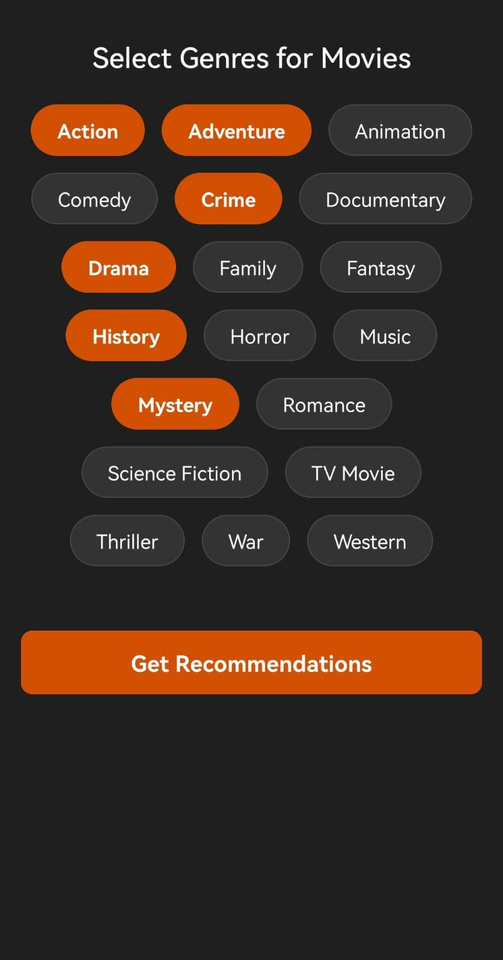 Select Genres for Movies
Action Adventure Animation
Comedy Crime Documentary
Drama Family Fantasy
History Horror Music
Mystery Romance
Science Fiction TV Movie
Thriller War Western
Get Recommendations